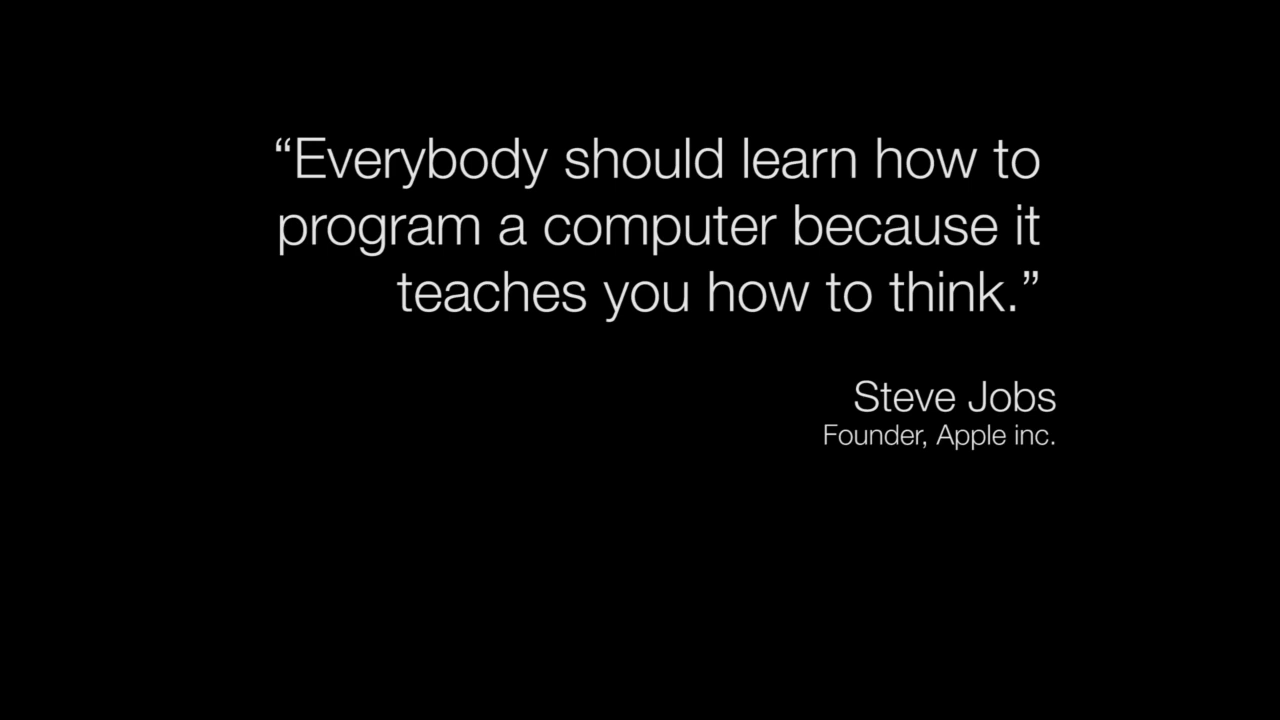 “Everybody should learn how to
program a computer because it
teaches you how to think.”
Steve Jobs
Founder, Apple inc.